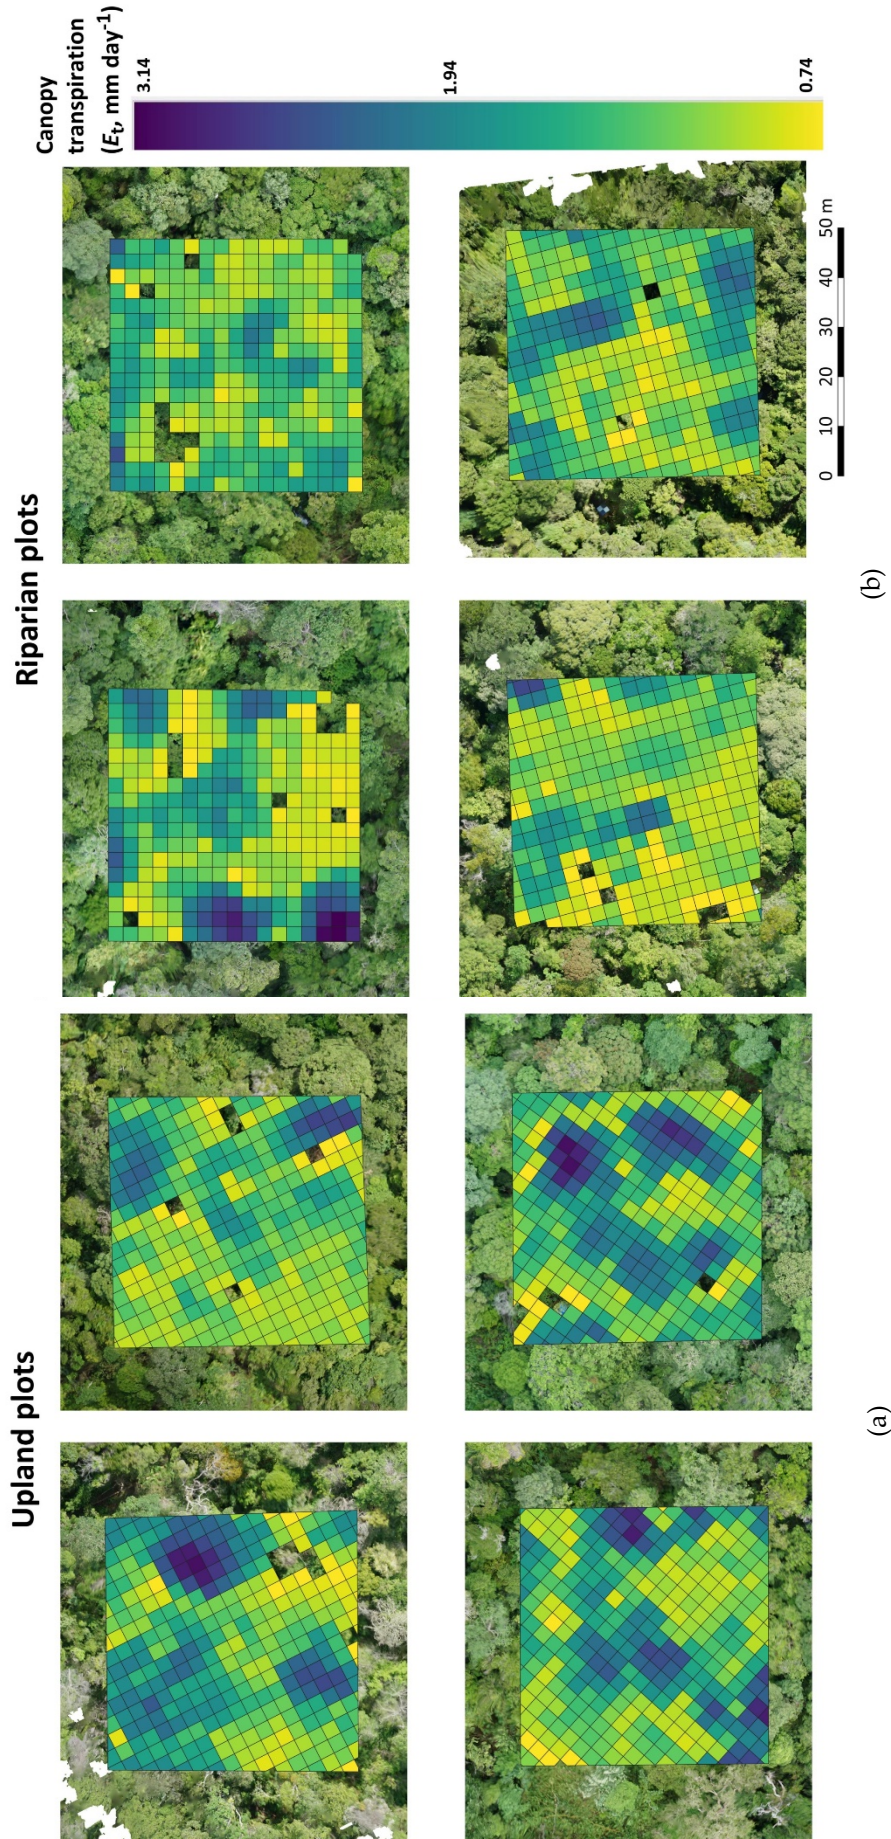 Upland plots
Riparian plots
Canopy
transpiration
(Et, mm day-1)
3.14
1.94
0.74
0 10 20 30 40 50 m
(a)
(b)